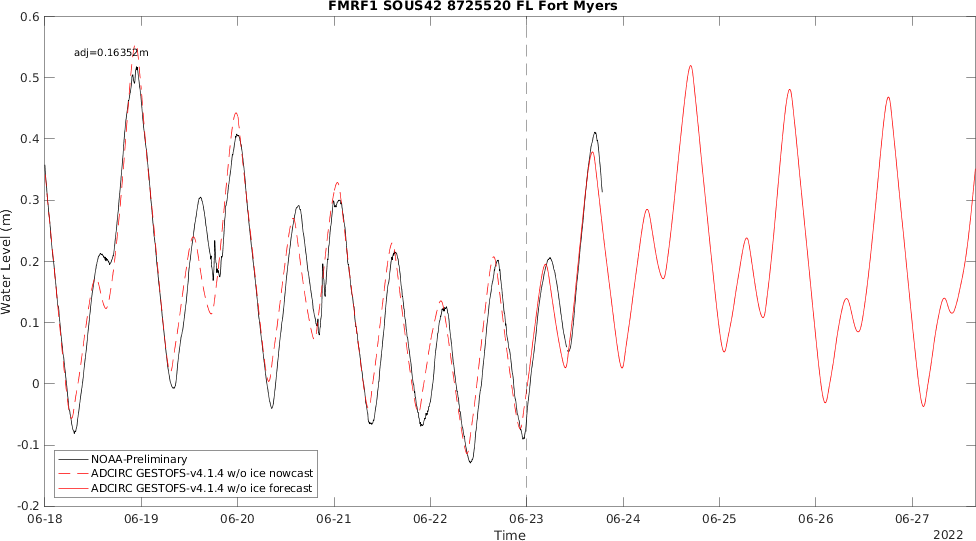 FMRF1 SOUS42 8725520 FL Fort Myers
0.6
adj=0.16352m
0.5
0.4
0.3
0.2
0.1
0
-0.1
-0.2
Water Level (m)
NOAA-Preliminary
ADCIRC GESTOFS-v4.1.4 w/o ice nowcast
ADCIRC GESTOFS-v4.1.4 w/o ice forecast
06-18 06-19 06-20 06-21 06-22 06-23 06-24 06-25 06-26 06-27
Time
2022